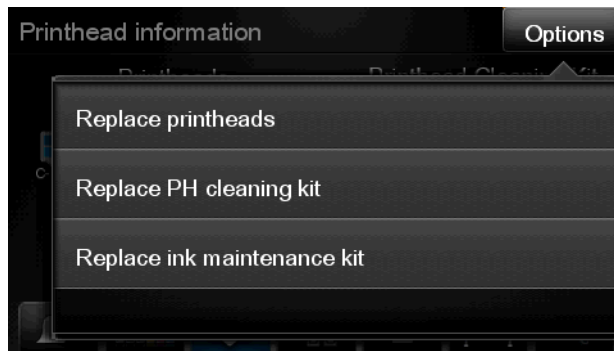 Printhead information
Options
Replace printheads
Replace PH cleaning kit
Replace ink maintenance kit